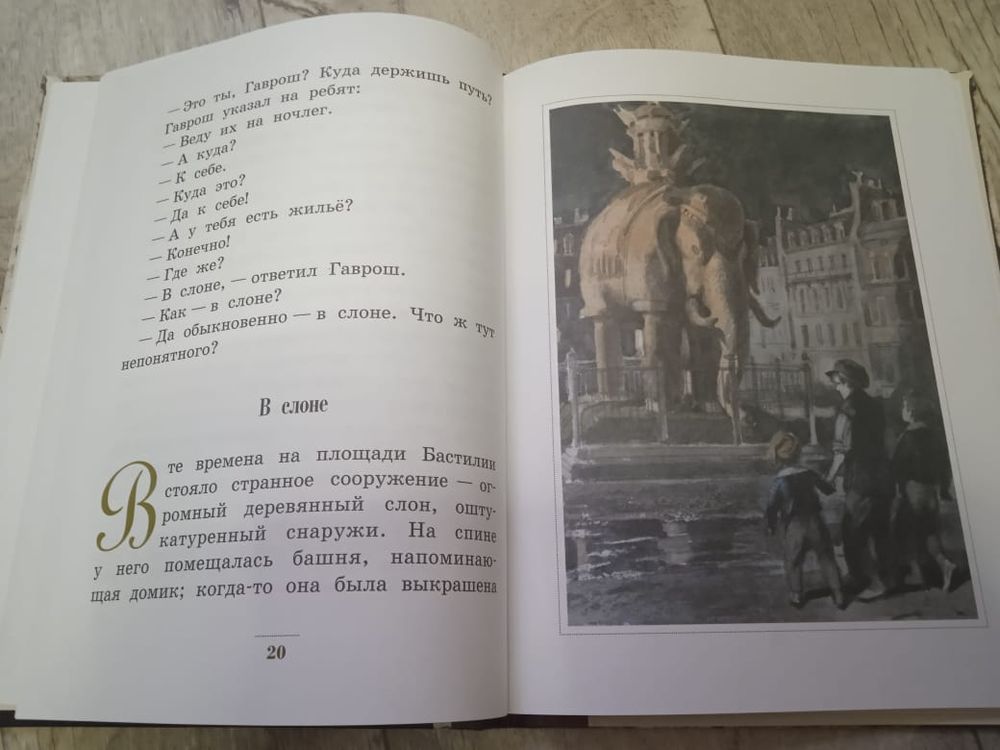 — Это ты, Гаврош? Куда держишь путь?
Гаврош указал на ребят:
— Веду их на ночлег.
— А куда?
— К себе.
— Куда это?
— Да к себе!
— А у тебя есть жильё?
— Конечно!
— Где же?
— В слоне, — ответил Гаврош.
— Как — в слоне?
— Да обыкновенно — в слоне. Что ж тут
непонятного?
В слоне
В те времена на площади Бастилии
стояло странное сооружение — ог-
ромный деревянный слон, ошту-
катуренный снаружи. На спине
у него помещалась башня, напоминаю-
щая домик; когда-то она была выкрашена
20